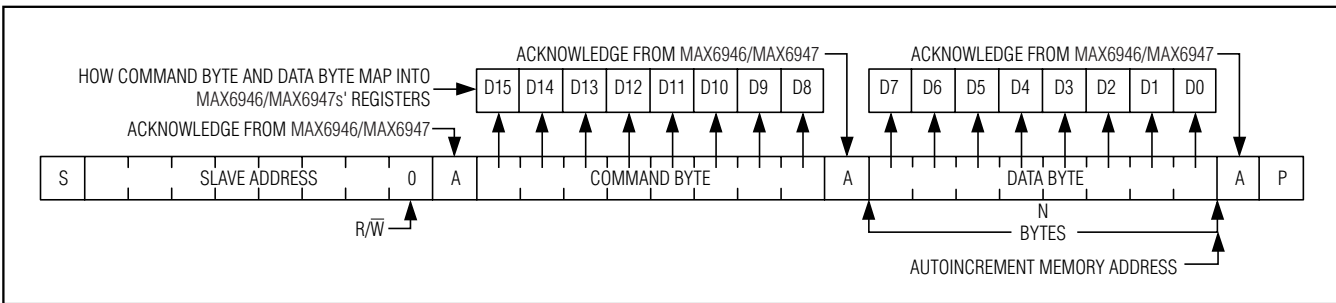 ACKNOWLEDGE FROM MAX6946/MAX6947
ACKNOWLEDGE FROM MAX6946/MAX6947
HOW COMMAND BYTE AND DATA BYTE MAP INTO
MAX6946/MAX6947s' REGISTERS
D15 D14 D13 D12 D11 D10 D9 D8
D7 D6 D5 D4 D3 D2 D1 D0
ACKNOWLEDGE FROM MAX6946/MAX6947
S SLAVE ADDRESS 0 A COMMAND BYTE A DATA BYTE A P
R/W̅
N
BYTES
AUTOINCREMENT MEMORY ADDRESS